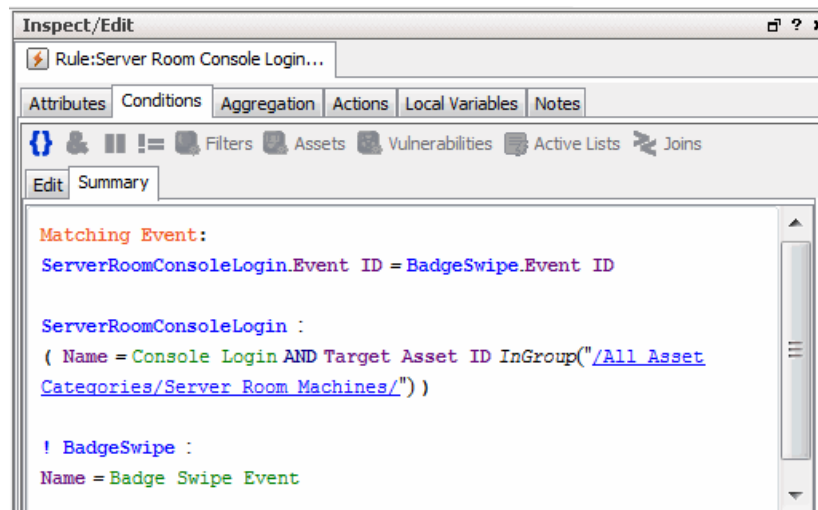 Inspect/Edit
Rule:Server Room Console Login...
Attributes Conditions Aggregation Actions Local Variables Notes
{} & != Filters Assets Vulnerabilities Active Lists Joins
Edit Summary
Matching Event:
ServerRoomConsoleLogin.Event ID = BadgeSwipe.Event ID
ServerRoomConsoleLogin :
( Name = Console Login AND Target Asset ID InGroup("/All Asset
Categories/Server Room Machines/") )
! BadgeSwipe :
Name = Badge Swipe Event